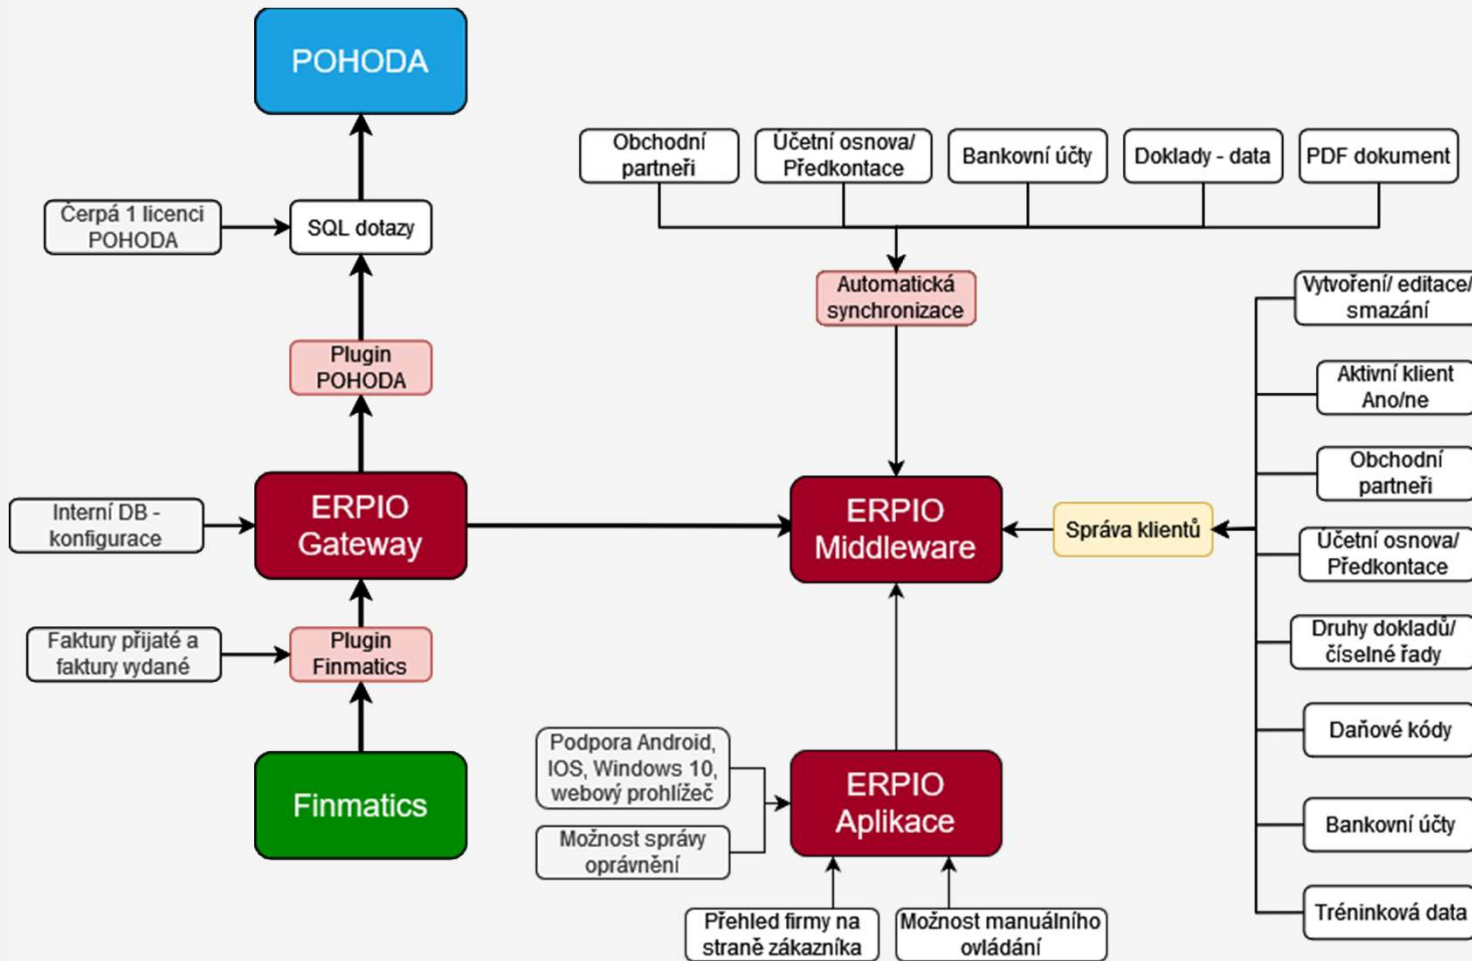 POHODA
Obchodní
partneři
Účetní osnova/
Předkontace
Bankovní účty
Doklady - data
PDF dokument
Čerpá 1 licenci
POHODA
SQL dotazy
Automatická
synchronizace
Vytvoření/ editace/
smazání
Plugin
POHODA
Aktivní klient
Ano/ne
Obchodní
partneři
Interní DB -
konfigurace
ERPIO
Gateway
ERPIO
Middleware
Správa klientů
Účetní osnova/
Předkontace
Faktury přijaté a
faktury vydané
Plugin
Finmatics
Druhy dokladů/
číselné řady
Finmatics
Podpora Android,
IOS, Windows 10,
webový prohlížeč
Možnost správy
oprávnění
ERPIO
Aplikace
Daňové kódy
Bankovní účty
Přehled firmy na
straně zákazníka
Možnost manuálního
ovládání
Tréninková data